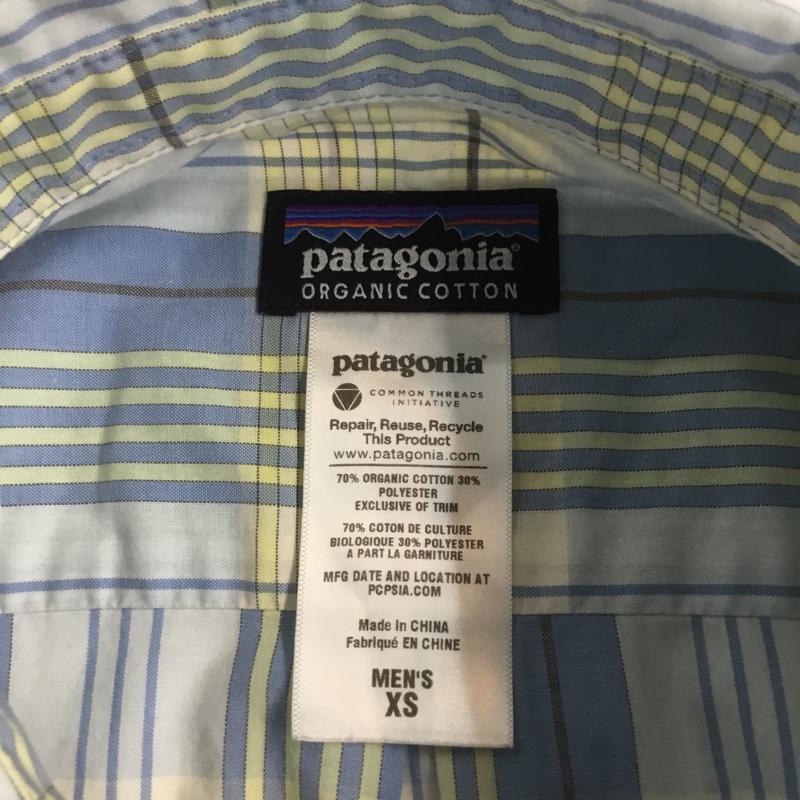 patagonia®
ORGANIC COTTON
patagonia®
COMMON THREADS
INITIATIVE
Repair, Reuse, Recycle
This Product
www.patagonia.com
70% ORGANIC COTTON 30%
POLYESTER
EXCLUSIVE OF TRIM
70% COTON DE CULTURE
BIOLOGIQUE 30% POLYESTER
A PART LA GARNITURE
MFG DATE AND LOCATION AT
PCPSIA.COM
Made in CHINA
Fabriqué EN CHINE
MEN'S
XS